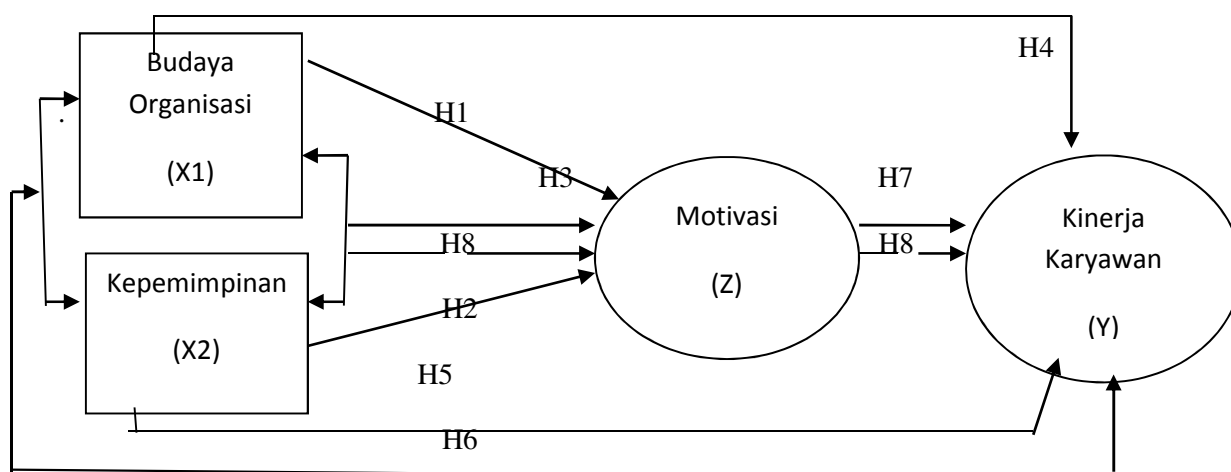 Budaya
Organisasi
(X1)
Kepemimpinan
(X2)
H1
H3
H8
H2
H5
H6
Motivasi
(Z)
H4
H7
H8
Kinerja
Karyawan
(Y)